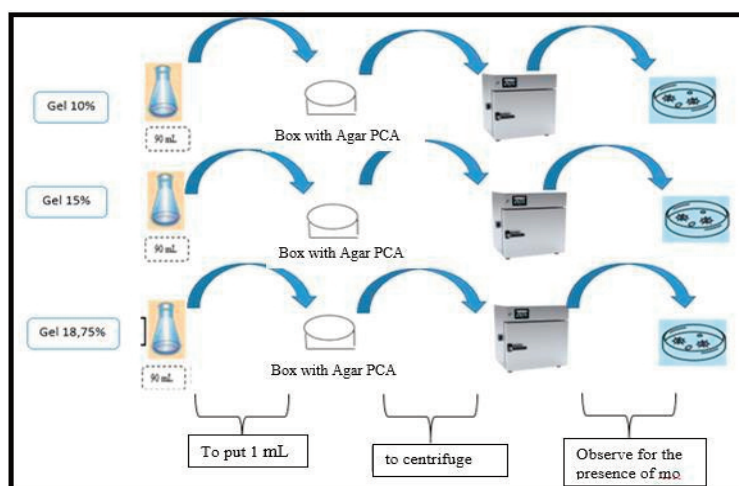 Gel 10%
90 mL
Box with Agar PCA
Gel 15%
90 mL
Box with Agar PCA
Gel 18,75%
90 mL
Box with Agar PCA
To put 1 mL
to centrifuge
Observe for the
presence of mo